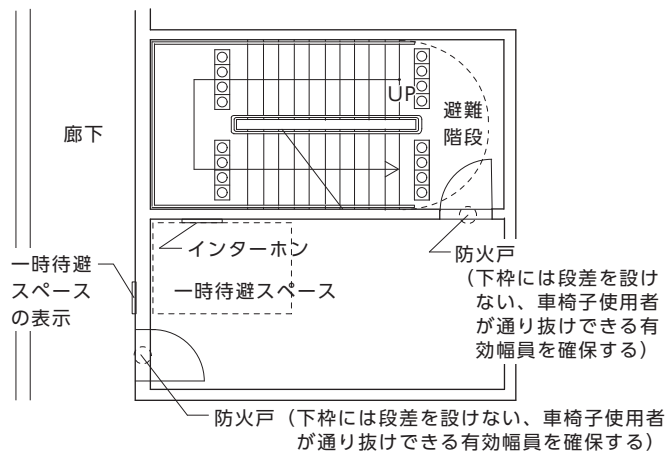 UP
避難
階段
廊下
インターホン
一時待避
スペース
の表示
一時待避スペース
防火戸
（下枠には段差を設け
ない、車椅子使用者
が通り抜けできる有
効幅員を確保する）
防火戸（下枠には段差を設けない、車椅子使用者
が通り抜けできる有効幅員を確保する）